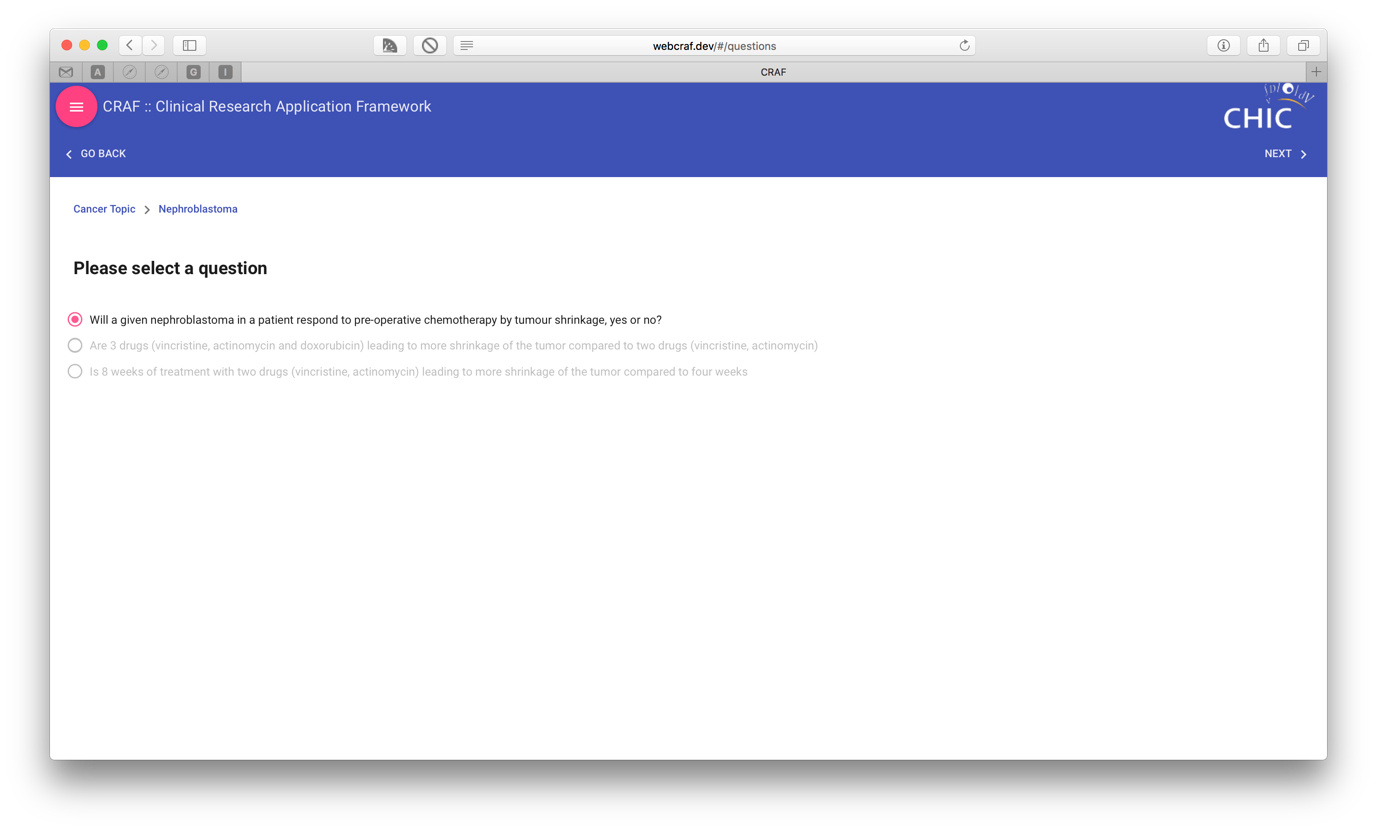 webcraf.dev/#/questions
A
G
I
CRAF
CRAF :: Clinical Research Application Framework
CHIC
GO BACK
NEXT
Cancer Topic
Nephroblastoma
Please select a question
Will a given nephroblastoma in a patient respond to pre-operative chemotherapy by tumour shrinkage, yes or no?
Are 3 drugs (vincristine, actinomycin and doxorubicin) leading to more shrinkage of the tumor compared to two drugs (vincristine, actinomycin)
Is 8 weeks of treatment with two drugs (vincristine, actinomycin) leading to more shrinkage of the tumor compared to four weeks